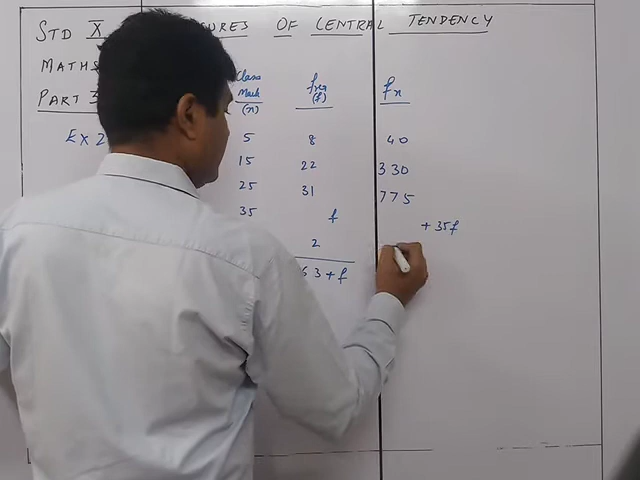 STD X SURES OF CENTRAL TENDENCY
MATHS
PART 3
Class Mark (x) freq (f) fx
EX 2
5 8 40
15 22 330
25 31 775
35 f + 35f
2
63 + f